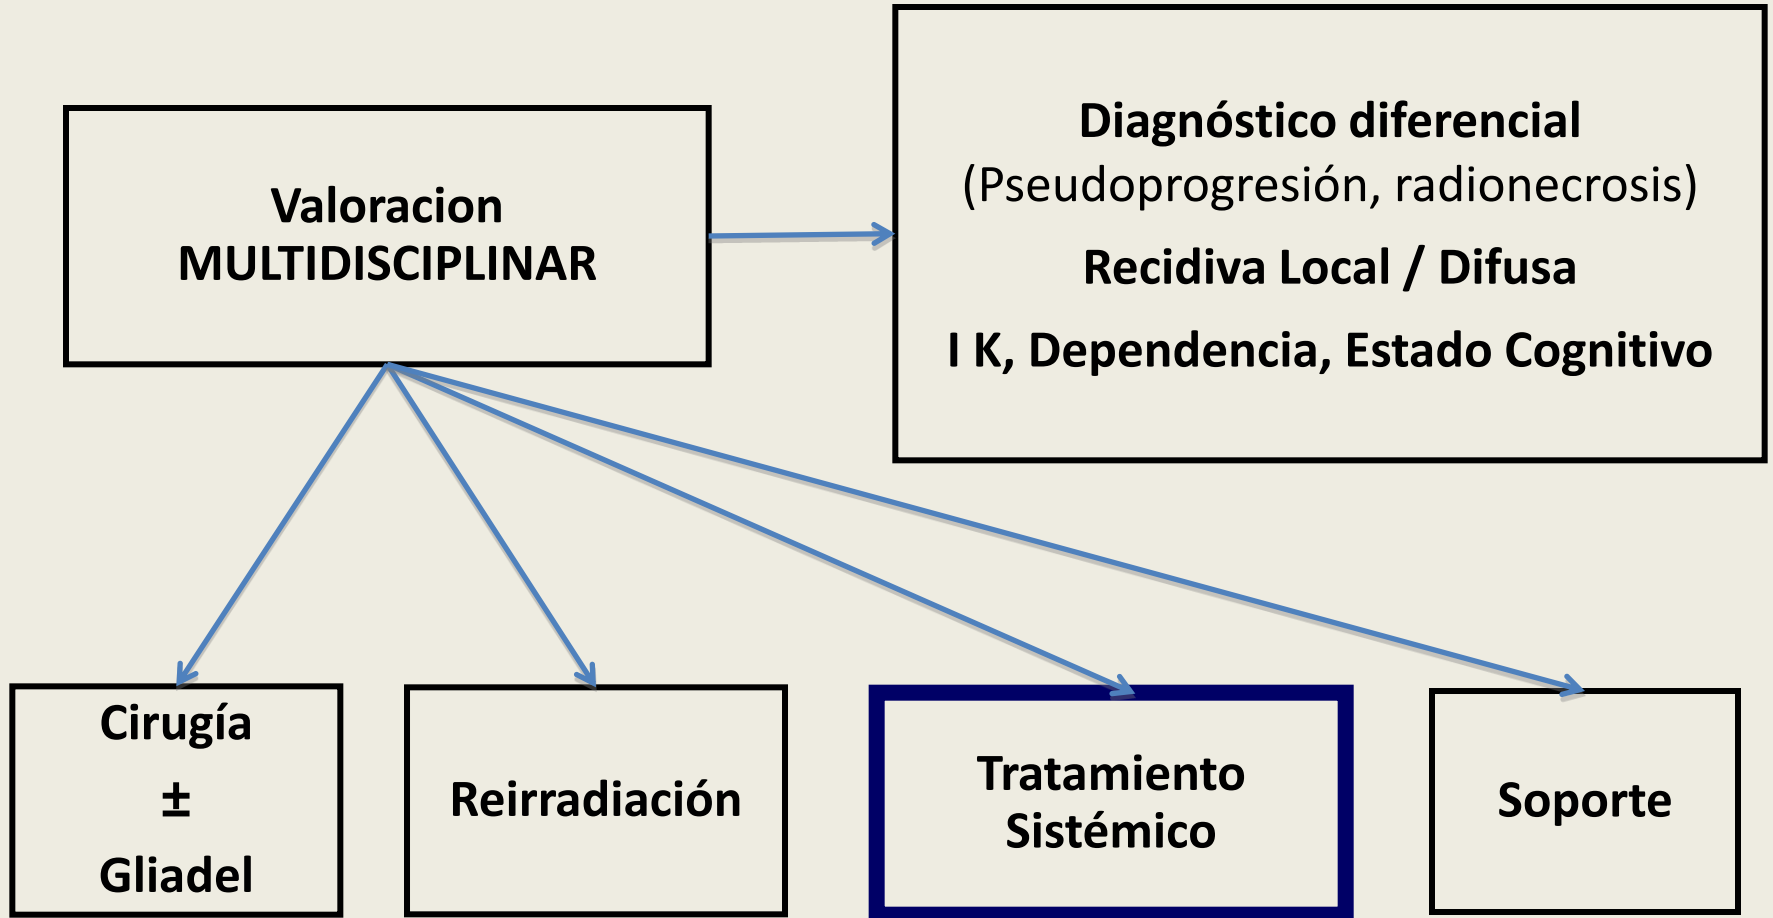 Valoracion
MULTIDISCIPLINAR
Diagnóstico diferencial
(Pseudoprogresión, radionecrosis)
Recidiva Local / Difusa
I K, Dependencia, Estado Cognitivo
Cirugía
±
Gliadel
Reirradiación
Tratamiento
Sistémico
Soporte